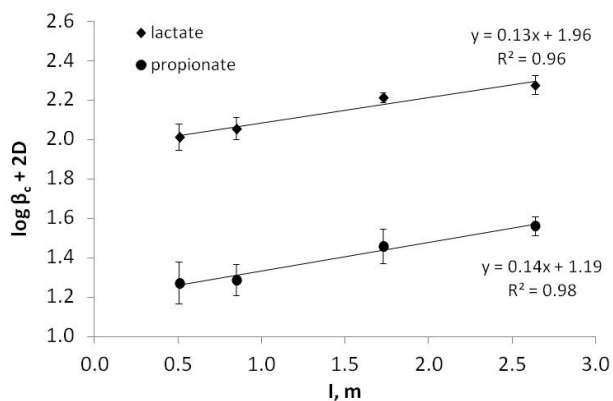 2.6
2.4
2.2
2.0
1.8
1.6
1.4
1.2
1.0
log β_c + 2D
lactate
propionate
y = 0.13x + 1.96
R² = 0.96
y = 0.14x + 1.19
R² = 0.98
0.0 0.5 1.0 1.5 2.0 2.5 3.0
I, m